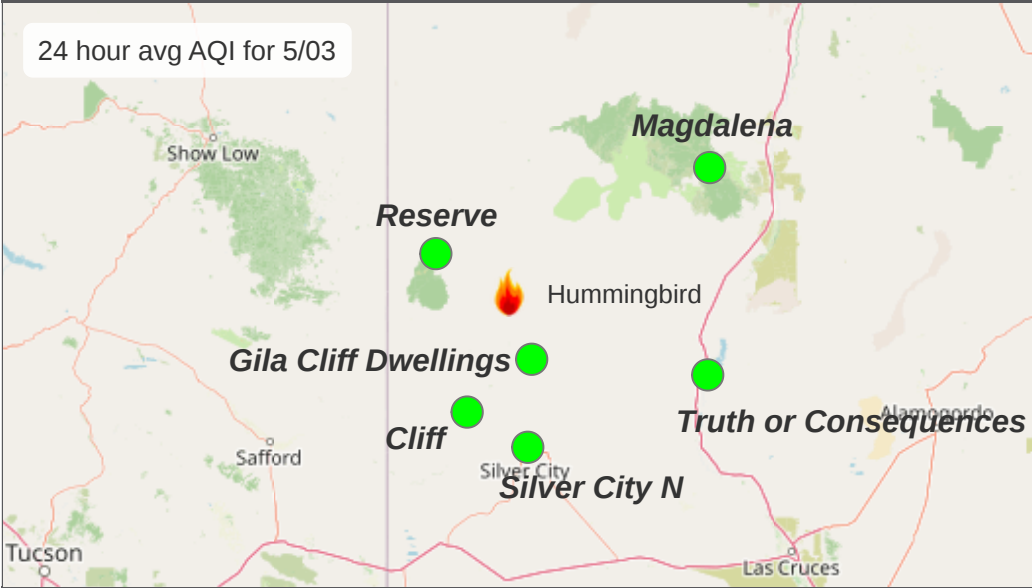 24 hour avg AQI for 5/03
Magdalena
Show Low
Reserve
Hummingbird
Gila Cliff Dwellings
Alamogordo
Truth or Consequences
Cliff
Safford
Silver City
Silver City N
Tucson
Las Cruces